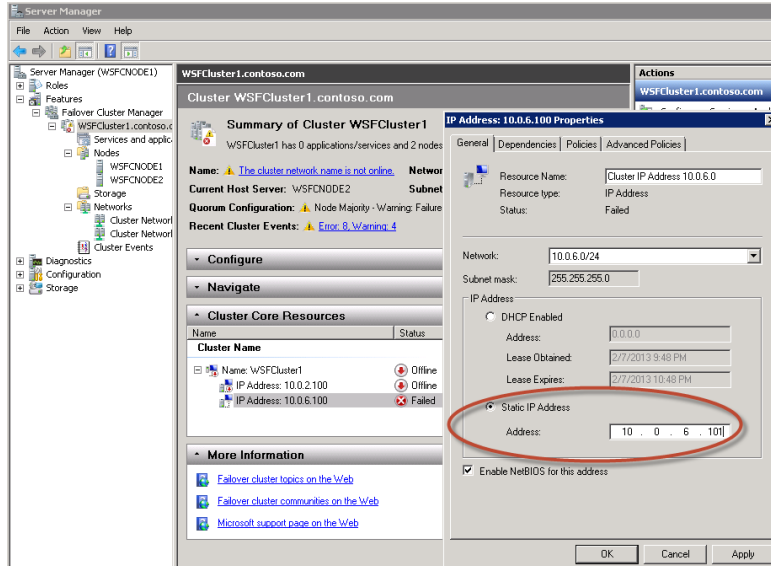 Server Manager
File Action View Help
Server Manager (WSFCNODE1)
Roles
Features
Failover Cluster Manager
WSFCluster1.contoso.c
Services and applic
Nodes
WSFCNODE1
WSFCNODE2
Storage
Networks
Cluster Networl
Cluster Networl
Cluster Events
Diagnostics
Configuration
Storage
WSFCluster1.contoso.com
Cluster WSFCluster1.contoso.com
Summary of Cluster WSFCluster1
WSFCluster1 has 0 applications/services and 2 nodes
Name: The cluster network name is not online. Networ
Current Host Server: WSFCNODE2 Subnet
Quorum Configuration: Node Majority - Warning: Failure
Recent Cluster Events: Error: 8, Warning: 4
Configure
Navigate
Cluster Core Resources
Name Status
Cluster Name
Name: WSFCluster1 Offline
IP Address: 10.0.2.100 Offline
IP Address: 10.0.6.100 Failed
More Information
Failover cluster topics on the Web
Failover cluster communities on the Web
Microsoft support page on the Web
Actions
WSFCluster1.contoso.com
IP Address: 10.0.6.100 Properties
General Dependencies Policies Advanced Policies
Resource Name: Cluster IP Address 10.0.6.0
Resource type: IP Address
Status: Failed
Network: 10.0.6.0/24
Subnet mask: 255.255.255.0
IP Address
DHCP Enabled
Address: 0.0.0.0
Lease Obtained: 2/7/2013 9:48 PM
Lease Expires: 2/7/2013 10:48 PM
Static IP Address
Address: 10 . 0 . 6 . 101
Enable NetBIOS for this address
OK Cancel Apply